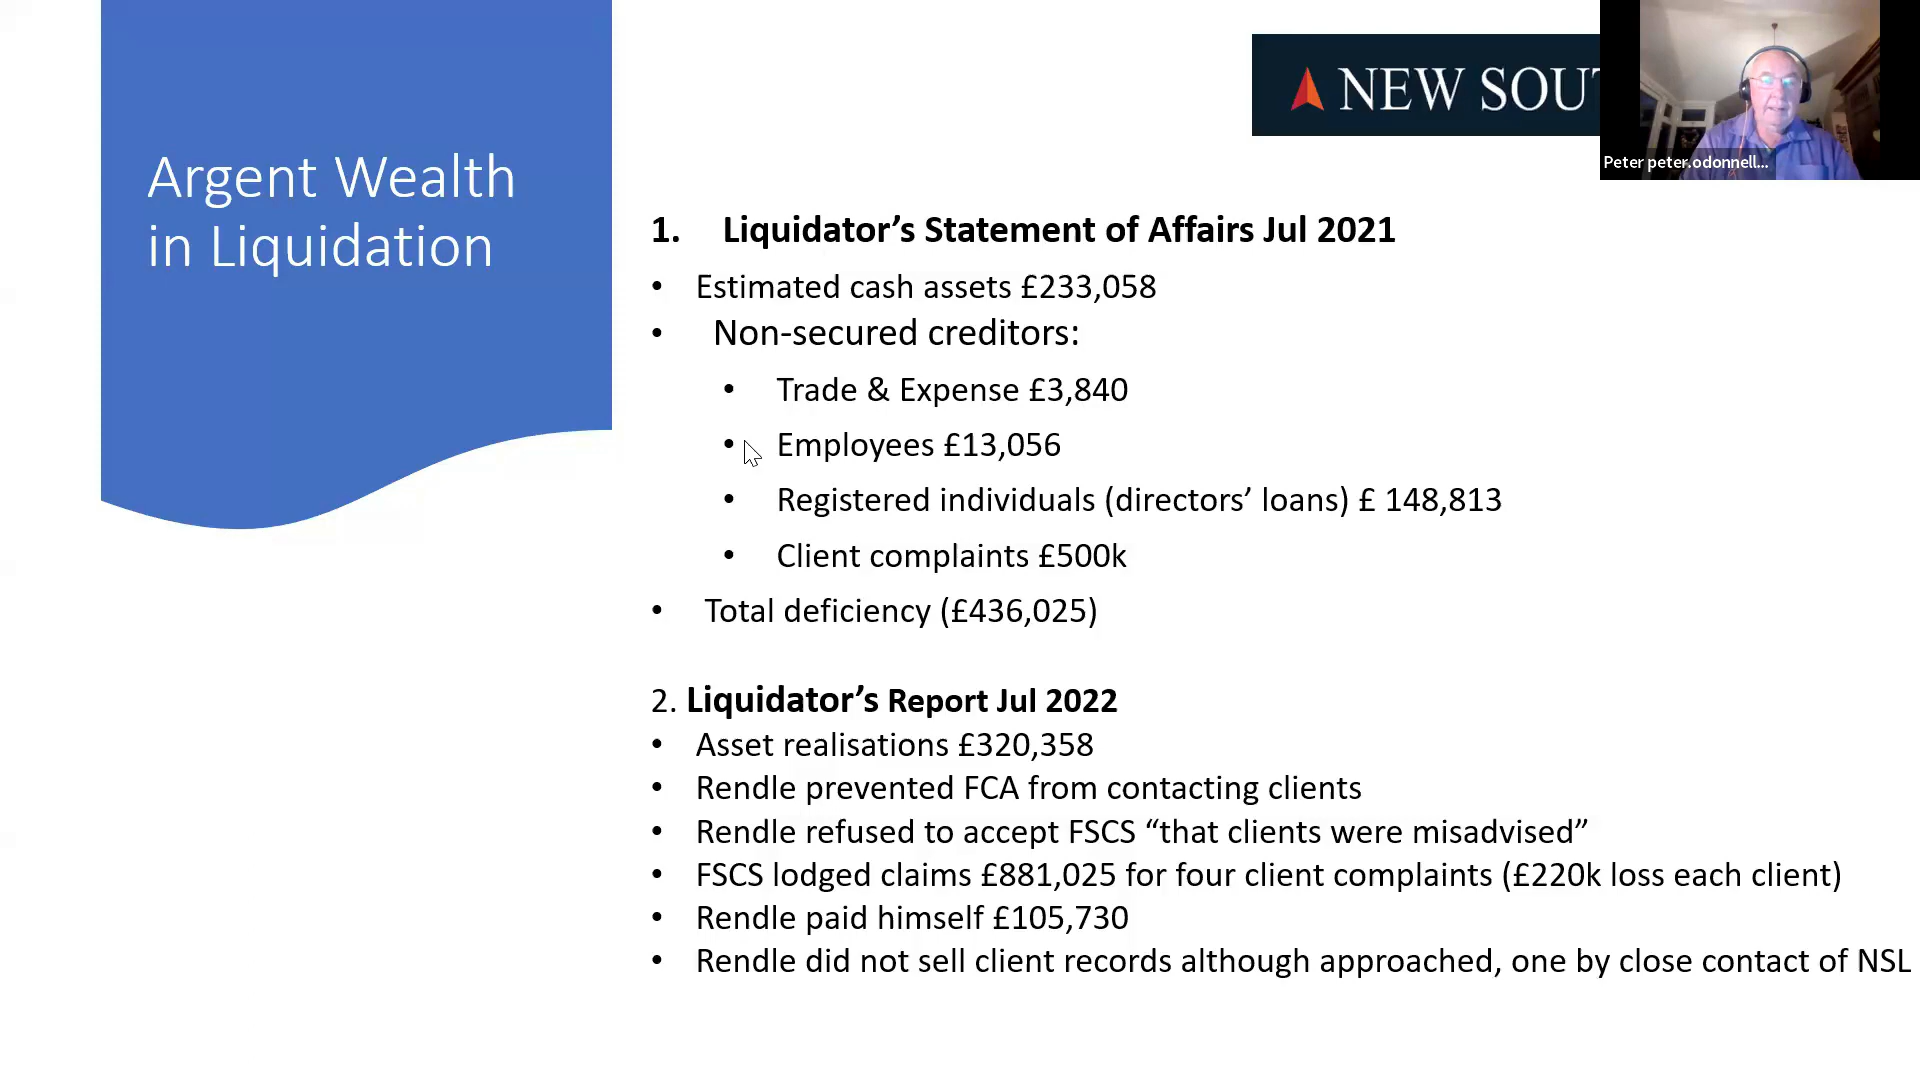 Argent Wealth
in Liquidation
NEW SOUT
Peter peter.odonnell...
1. Liquidator’s Statement of Affairs Jul 2021
• Estimated cash assets £233,058
• Non-secured creditors:
• Trade & Expense £3,840
• Employees £13,056
• Registered individuals (directors’ loans) £ 148,813
• Client complaints £500k
• Total deficiency (£436,025)
2. Liquidator’s Report Jul 2022
• Asset realisations £320,358
• Rendle prevented FCA from contacting clients
• Rendle refused to accept FSCS “that clients were misadvised”
• FSCS lodged claims £881,025 for four client complaints (£220k loss each client)
• Rendle paid himself £105,730
• Rendle did not sell client records although approached, one by close contact of NSL